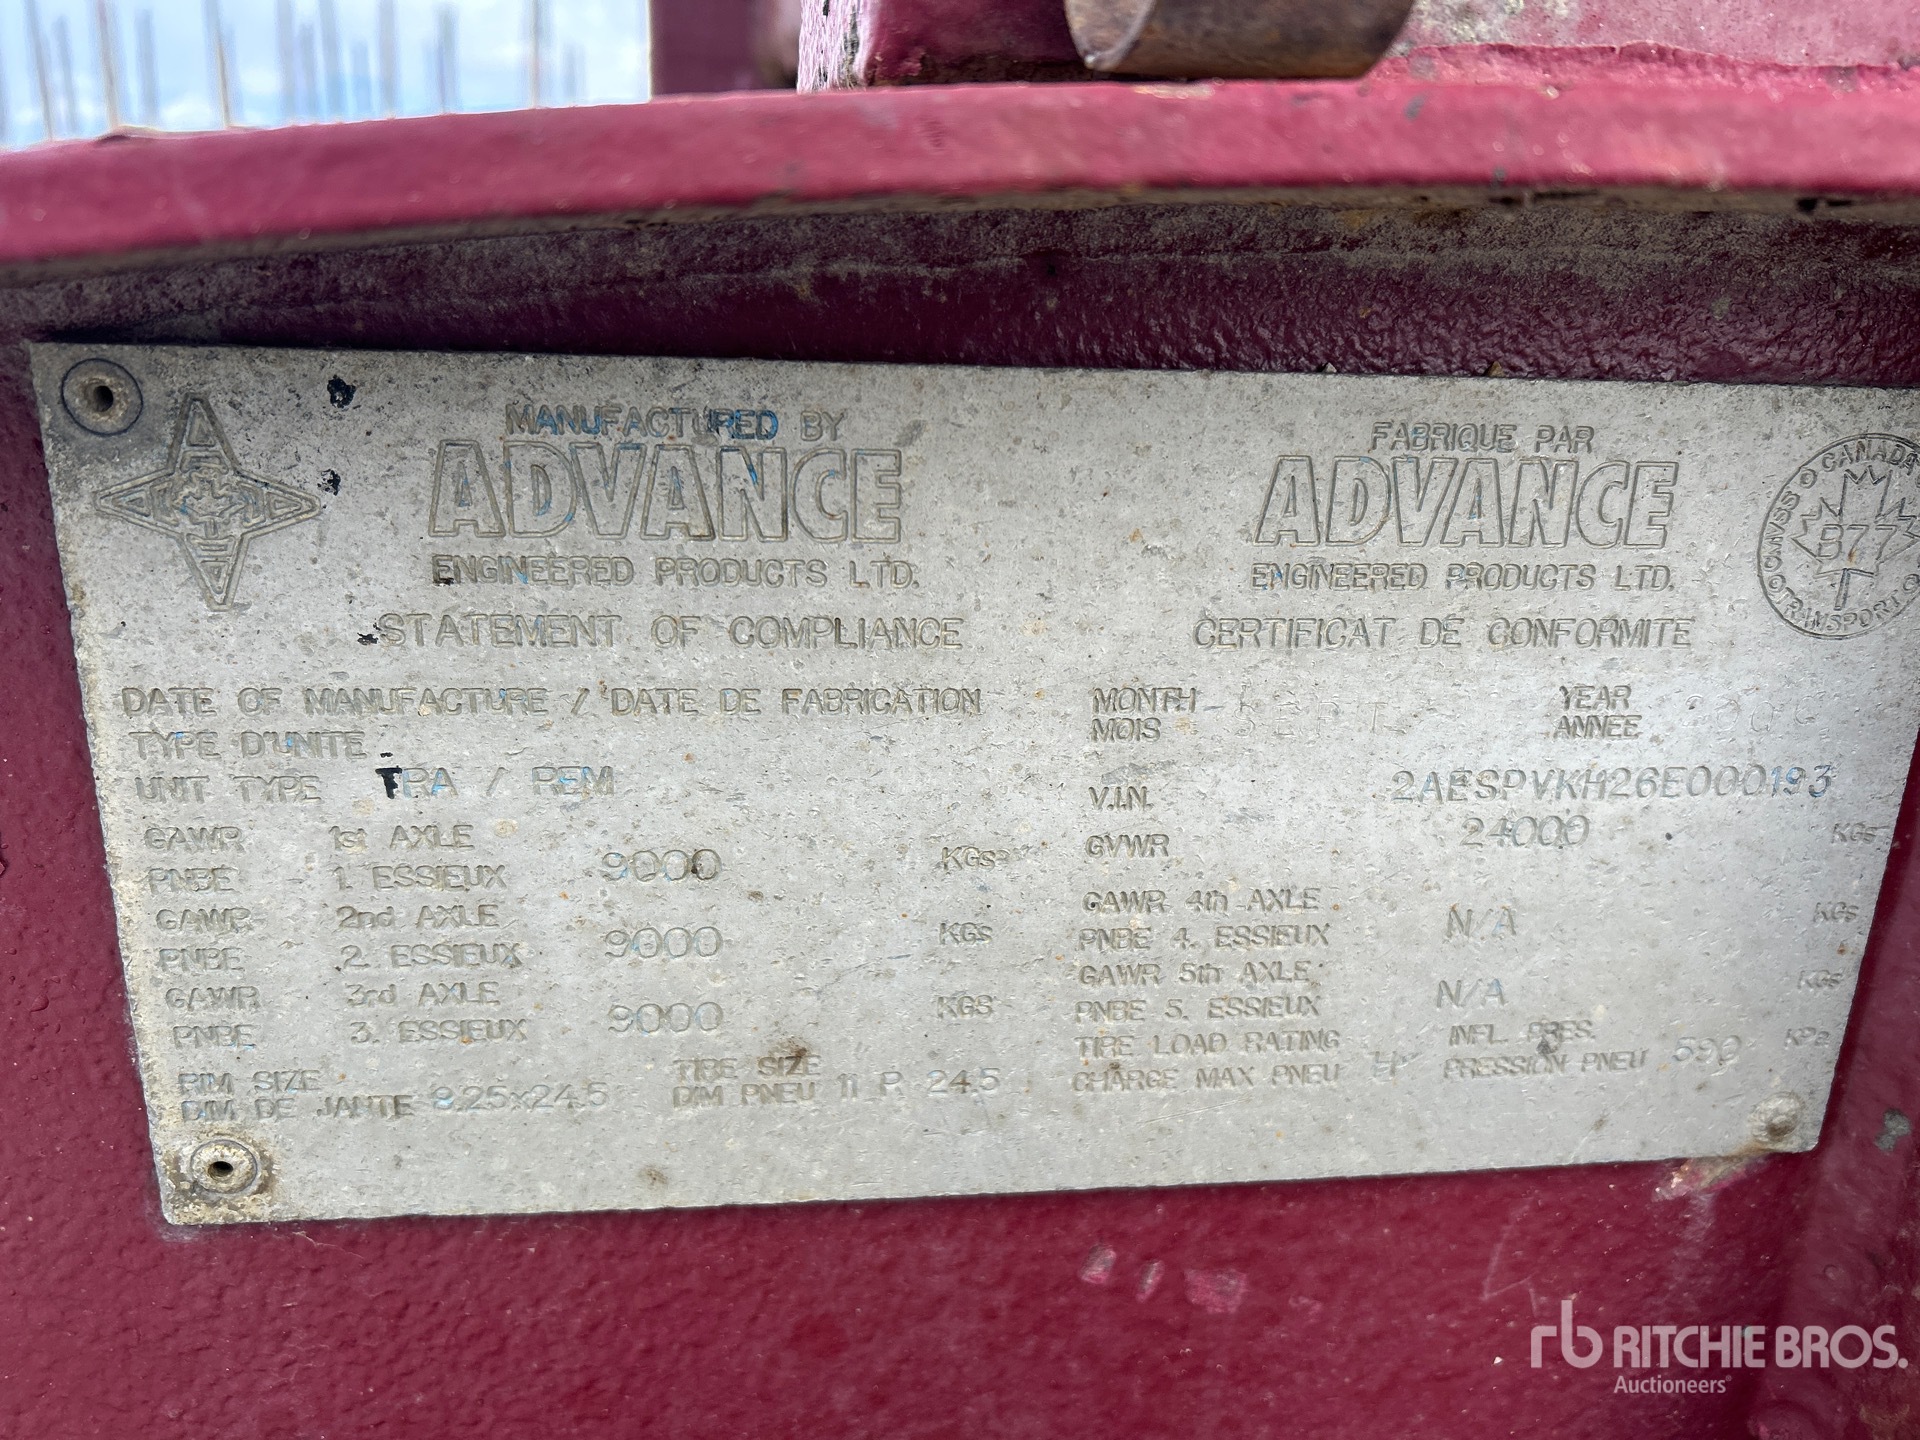 MANUFACTURED BY
ADVANCE
ENGINEERED PRODUCTS LTD.
STATEMENT OF COMPLIANCE
FABRIQUE PAR
ADVANCE
ENGINEERED PRODUCTS LTD.
CERTIFICAT DE CONFORMITE
CANADA
CMVSS
B77
TRANSPORT
DATE OF MANUFACTURE / DATE DE FABRICATION
MONTH
MOIS SEPT
YEAR
ANNEE
TYPE D'UNITE
UNIT TYPE TRA / REM
V.I.N. 2AESPVKH26E000193
GVWR 24000 KGs
GAWR 1st AXLE
PNBE 1. ESSIEUX 9000 KGs
GAWR 2nd AXLE
PNBE 2. ESSIEUX 9000 KGS
GAWR 3rd AXLE
PNBE 3. ESSIEUX 9000 KGS
GAWR 4th AXLE
PNBE 4. ESSIEUX N/A KGs
GAWR 5th AXLE
PNBE 5. ESSIEUX N/A KGs
RIM SIZE
DIM DE JANTE 8.25x24.5
TIRE SIZE
DIM PNEU 11 R 24.5
TIRE LOAD RATING
CHARGE MAX PNEU
INFL. PRES.
PRESSION PNEU 590 KPa
rb RITCHIE BROS.
Auctioneers